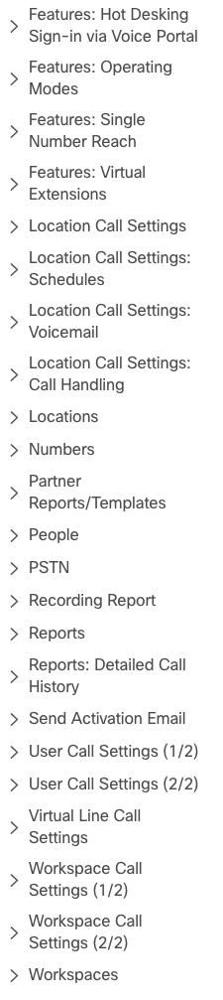 Features: Hot Desking
Sign-in via Voice Portal
Features: Operating
Modes
Features: Single
Number Reach
Features: Virtual
Extensions
Location Call Settings
Location Call Settings:
Schedules
Location Call Settings:
Voicemail
Location Call Settings:
Call Handling
Locations
Numbers
Partner
Reports/Templates
People
PSTN
Recording Report
Reports
Reports: Detailed Call
History
Send Activation Email
User Call Settings (1/2)
User Call Settings (2/2)
Virtual Line Call
Settings
Workspace Call
Settings (1/2)
Workspace Call
Settings (2/2)
Workspaces